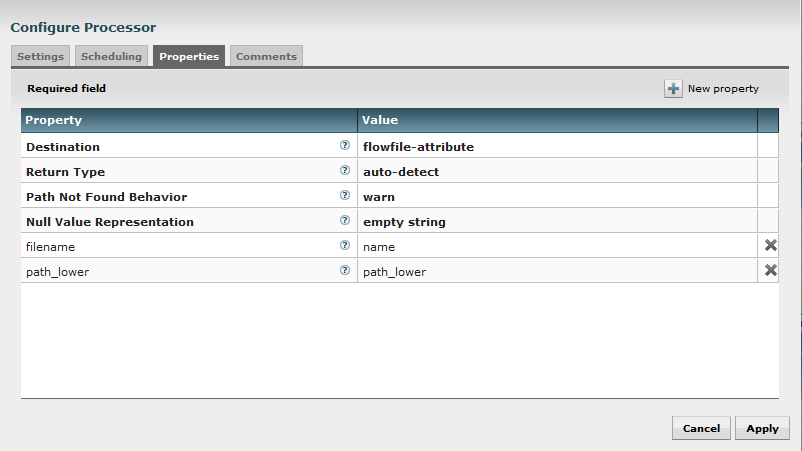 Configure Processor
Settings Scheduling Properties Comments
Required field New property
Property Value
Destination ? flowfile-attribute
Return Type ? auto-detect
Path Not Found Behavior ? warn
Null Value Representation ? empty string
filename ? name
path_lower ? path_lower
Cancel Apply